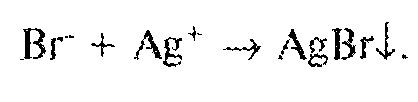 Br⁻ + Ag⁺ → AgBr↓.